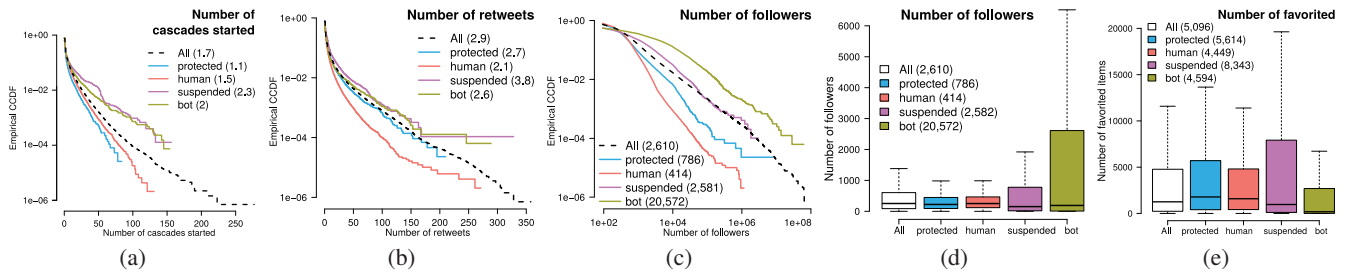 Number of
cascades started
All (1.7)
protected (1.1)
human (1.5)
suspended (2.3)
bot (2)
Empirical CCDF
1e+00
1e−02
1e−04
1e−06
0 50 100 150 200 250
Number of cascades started
(a)
Number of retweets
All (2.9)
protected (2.7)
human (2.1)
suspended (3.8)
bot (2.6)
Empirical CCDF
1e+00
1e−02
1e−04
1e−06
0 50 100 150 200 250 300 350
Number of retweets
(b)
Number of followers
All (2,610)
protected (786)
human (414)
suspended (2,581)
bot (20,572)
Empirical CCDF
1e+00
1e−02
1e−04
1e−06
1e+02 1e+04 1e+06 1e+08
Number of followers
(c)
Number of followers
All (2,610)
protected (786)
human (414)
suspended (2,582)
bot (20,572)
Number of followers
6000
5000
4000
3000
2000
1000
0
All protected human suspended bot
(d)
Number of favorited
All (5,096)
protected (5,614)
human (4,449)
suspended (8,343)
bot (4,594)
Number of favorited items
20000
15000
10000
5000
0
All protected human suspended bot
(e)